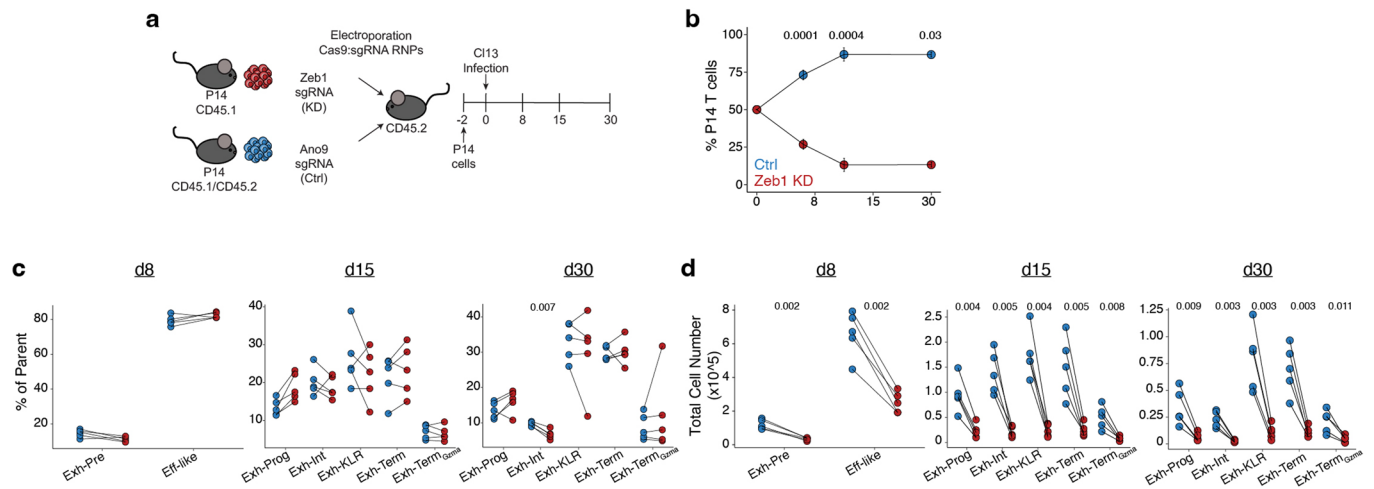 a
Electroporation
Cas9:sgRNA RNPs
P14
CD45.1
Zeb1
sgRNA
(KD)
P14
CD45.1/CD45.2
Ano9
sgRNA
(Ctrl)
CD45.2
Cl13
Infection
-2 0 8 15 30
P14
cells
b
% P14 T cells
100
75
50
25
0
0.0001 0.0004 0.03
Ctrl
Zeb1 KD
0 8 15 30
c
% of Parent
d8
80
60
40
20
Exh-Pre Eff-like
d15
40
30
20
10
Exh-Prog Exh-Int Exh-KLR Exh-Term Exh-TermGzma
d30
40
30
20
10
0.007
Exh-Prog Exh-Int Exh-KLR Exh-Term Exh-TermGzma
d
Total Cell Number
(x10^5)
d8
8
6
4
2
0
0.002 0.002
Exh-Pre Eff-like
d15
2.5
2.0
1.5
1.0
0.5
0
0.004 0.005 0.004 0.005 0.008
Exh-Prog Exh-Int Exh-KLR Exh-Term Exh-TermGzma
d30
1.25
1.00
0.75
0.5
0.25
0
0.009 0.003 0.003 0.003 0.011
Exh-Prog Exh-Int Exh-KLR Exh-Term Exh-TermGzma